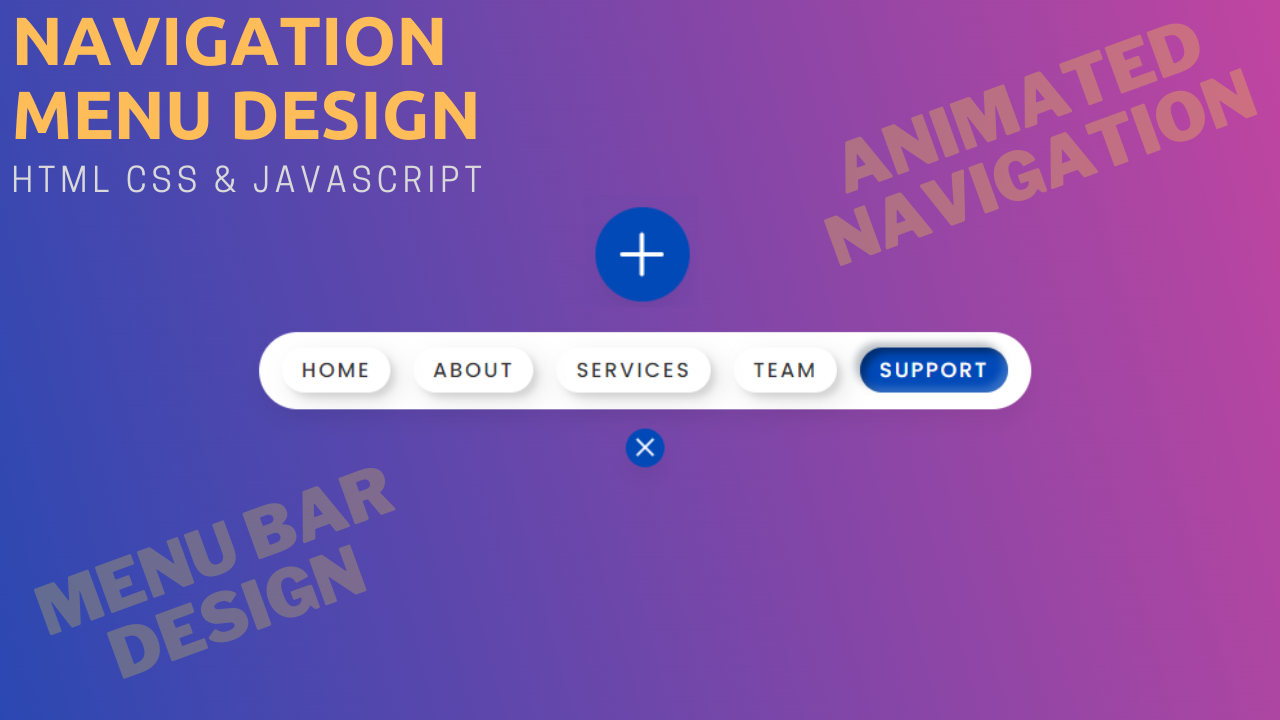 NAVIGATION
MENU DESIGN
HTML CSS & JAVASCRIPT
ANIMATED
NAVIGATION
HOME ABOUT SERVICES TEAM SUPPORT
MENU BAR
DESIGN